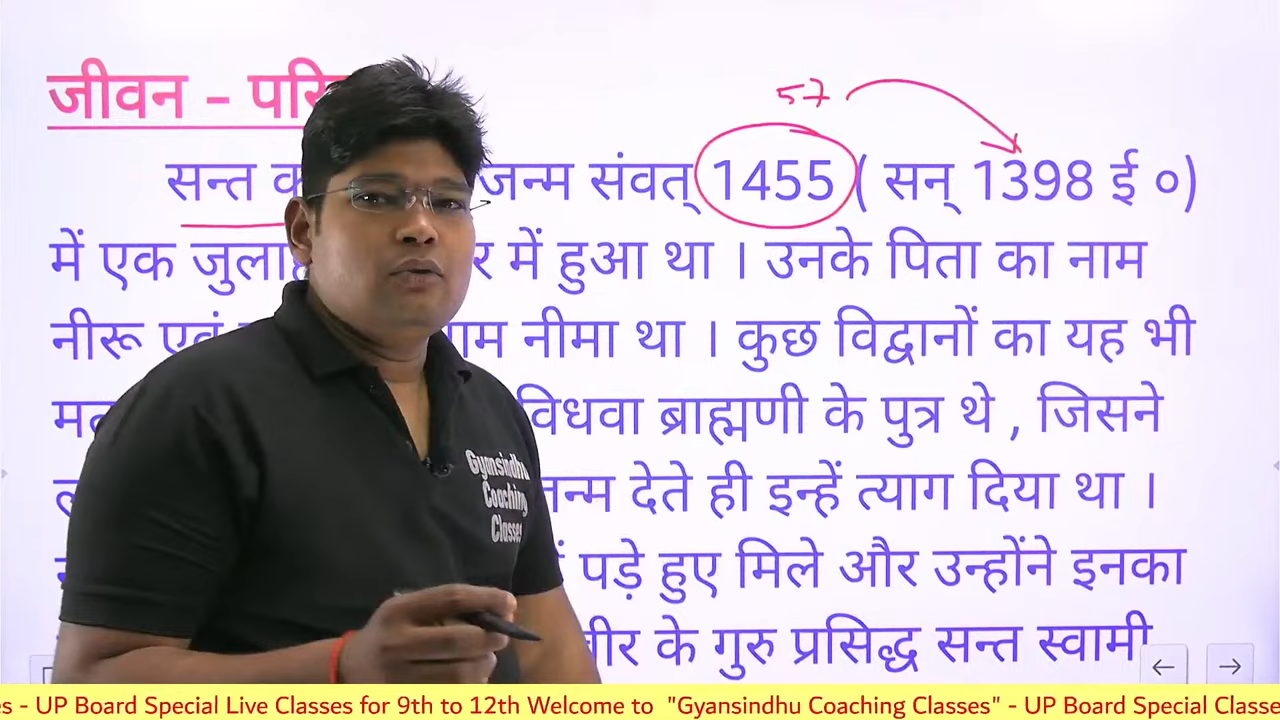 जीवन - परि
57
सन्त क जन्म संवत् 1455 ( सन् 1398 ई ०)
में एक जुलाह र में हुआ था । उनके पिता का नाम
नीरू एवं ाम नीमा था । कुछ विद्वानों का यह भी
मत विधवा ब्राह्मणी के पुत्र थे , जिसने
जन्म देते ही इन्हें त्याग दिया था ।
पड़े हुए मिले और उन्होंने इनका
बीर के गुरु प्रसिद्ध सन्त स्वामी
Gyansindhu
Coaching
Classes
es - UP Board Special Live Classes for 9th to 12th Welcome to "Gyansindhu Coaching Classes" - UP Board Special Classe